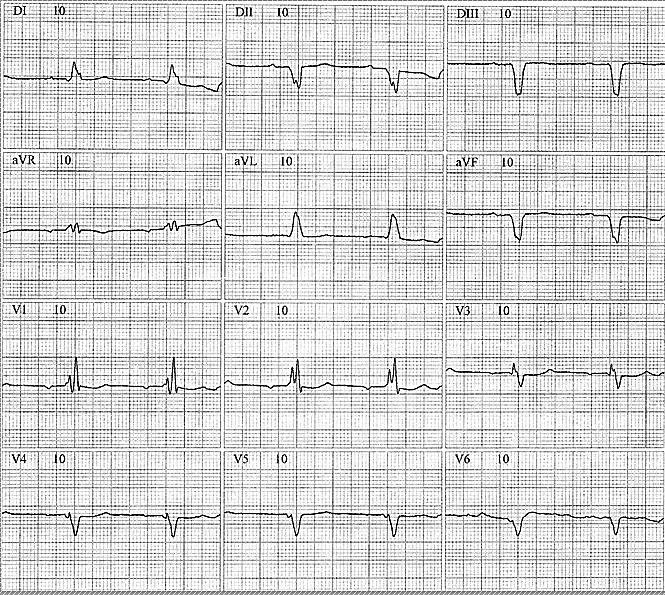 DI 10
DII 10
DIII 10
aVR 10
aVL 10
aVF 10
V1 10
V2 10
V3 10
V4 10
V5 10
V6 10